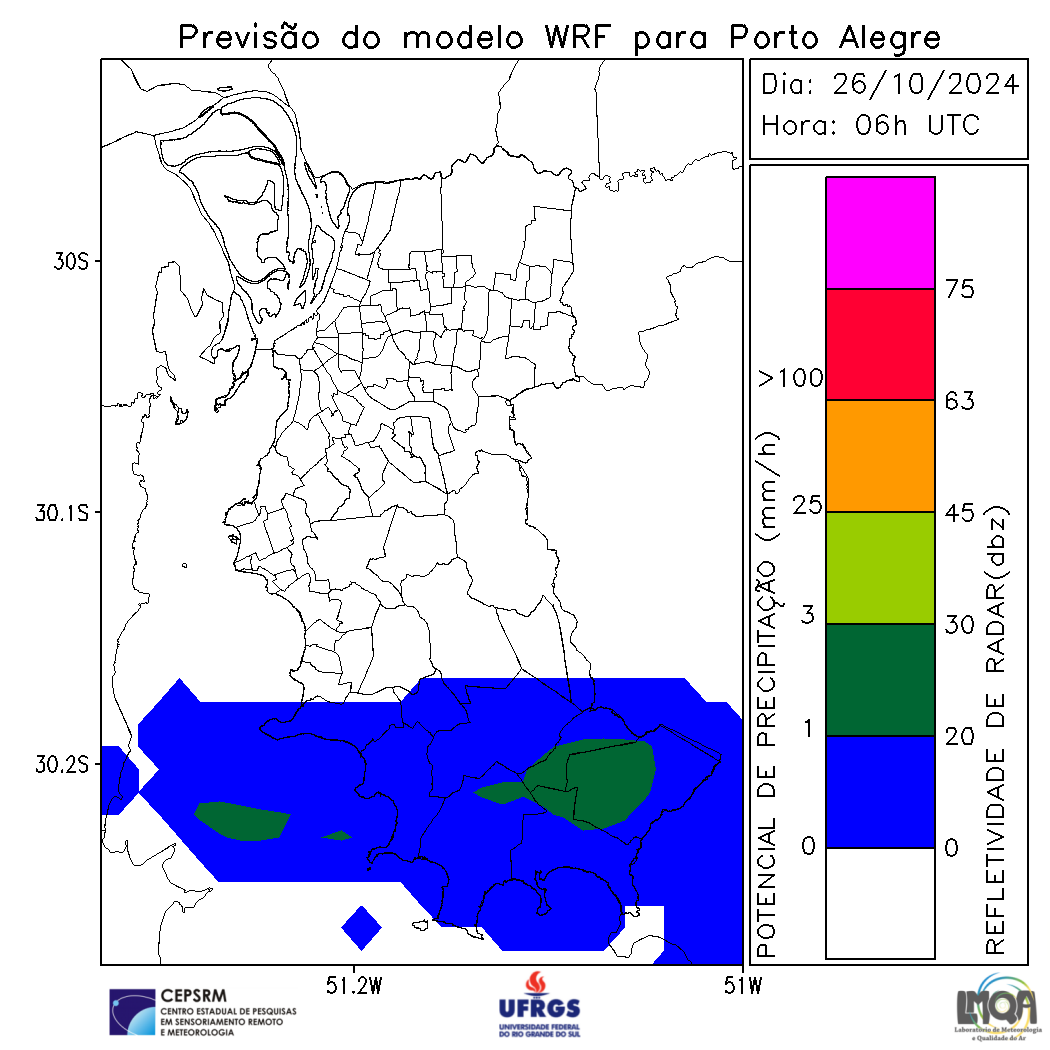 Previsão do modelo WRF para Porto Alegre
Dia: 26/10/2024
Hora: 06h UTC
30S
30.1S
30.2S
51.2W
51W
POTENCIAL DE PRECIPITAÇÃO (mm/h)
>100
25
3
1
0
75
63
45
30
20
0
REFLETIVIDADE DE RADAR(dbz)
CEPSRM
CENTRO ESTADUAL DE PESQUISAS
EM SENSORIAMENTO REMOTO
E METEOROLOGIA
UFRGS
UNIVERSIDADE FEDERAL
DO RIO GRANDE DO SUL
LMQA
Laboratório de Meteorologia
e Qualidade do Ar